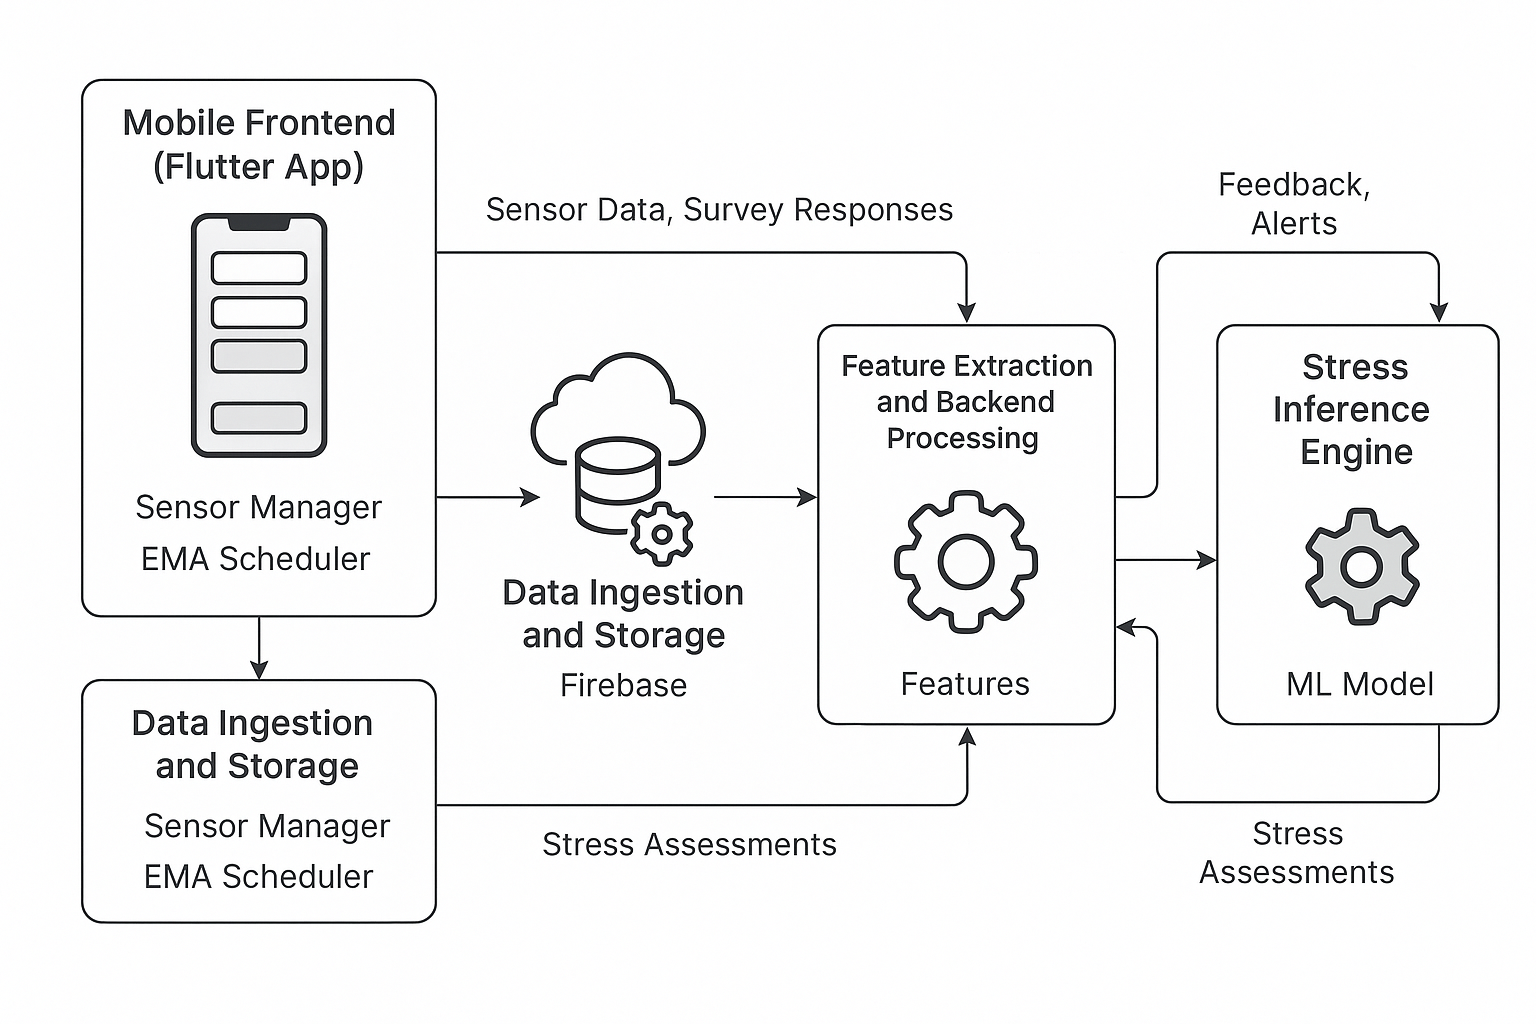 Mobile Frontend
(Flutter App)
Sensor Manager
EMA Scheduler
Sensor Data, Survey Responses
Data Ingestion
and Storage
Firebase
Feature Extraction
and Backend
Processing
Features
Feedback,
Alerts
Stress
Inference
Engine
ML Model
Data Ingestion
and Storage
Sensor Manager
EMA Scheduler
Stress Assessments
Stress
Assessments